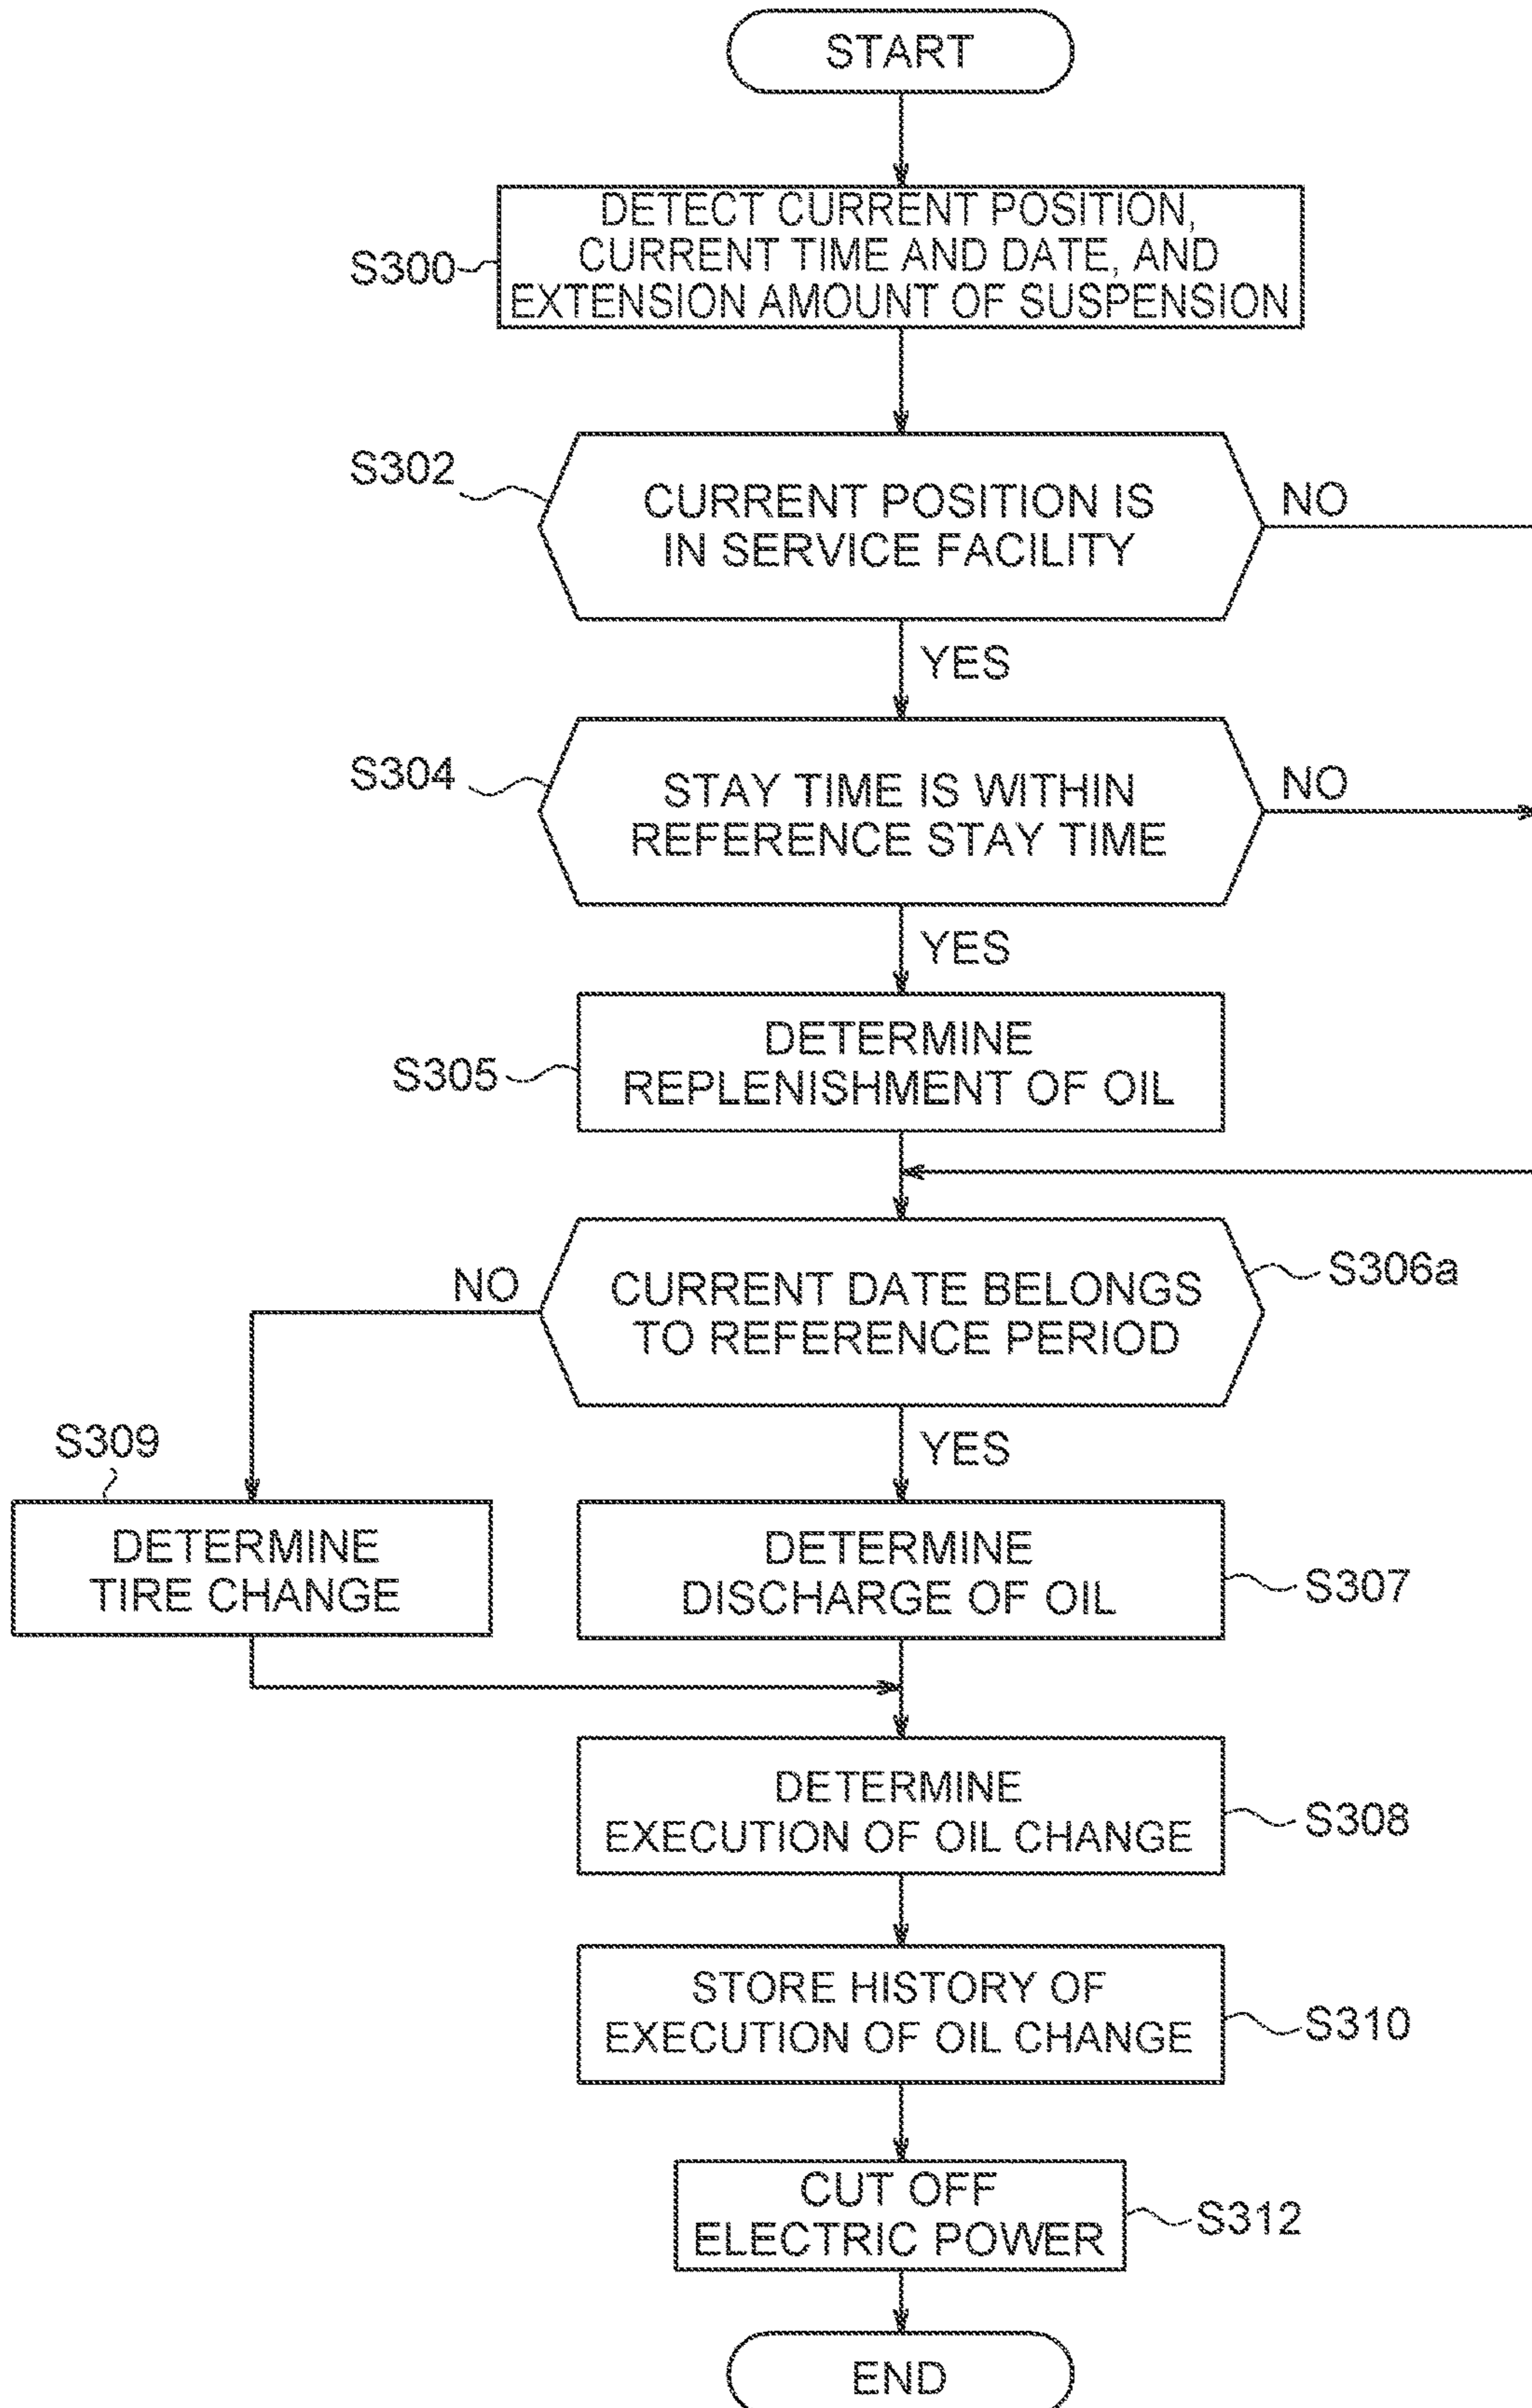 START
DETECT CURRENT POSITION,
CURRENT TIME AND DATE, AND
EXTENSION AMOUNT OF SUSPENSION
S300
S302
CURRENT POSITION IS
IN SERVICE FACILITY
NO
YES
S304
STAY TIME IS WITHIN
REFERENCE STAY TIME
NO
YES
S305
DETERMINE
REPLENISHMENT OF OIL
NO
CURRENT DATE BELONGS
TO REFERENCE PERIOD
S306a
YES
S309
DETERMINE
TIRE CHANGE
DETERMINE
DISCHARGE OF OIL
S307
DETERMINE
EXECUTION OF OIL CHANGE
S308
STORE HISTORY OF
EXECUTION OF OIL CHANGE
S310
CUT OFF
ELECTRIC POWER
S312
END